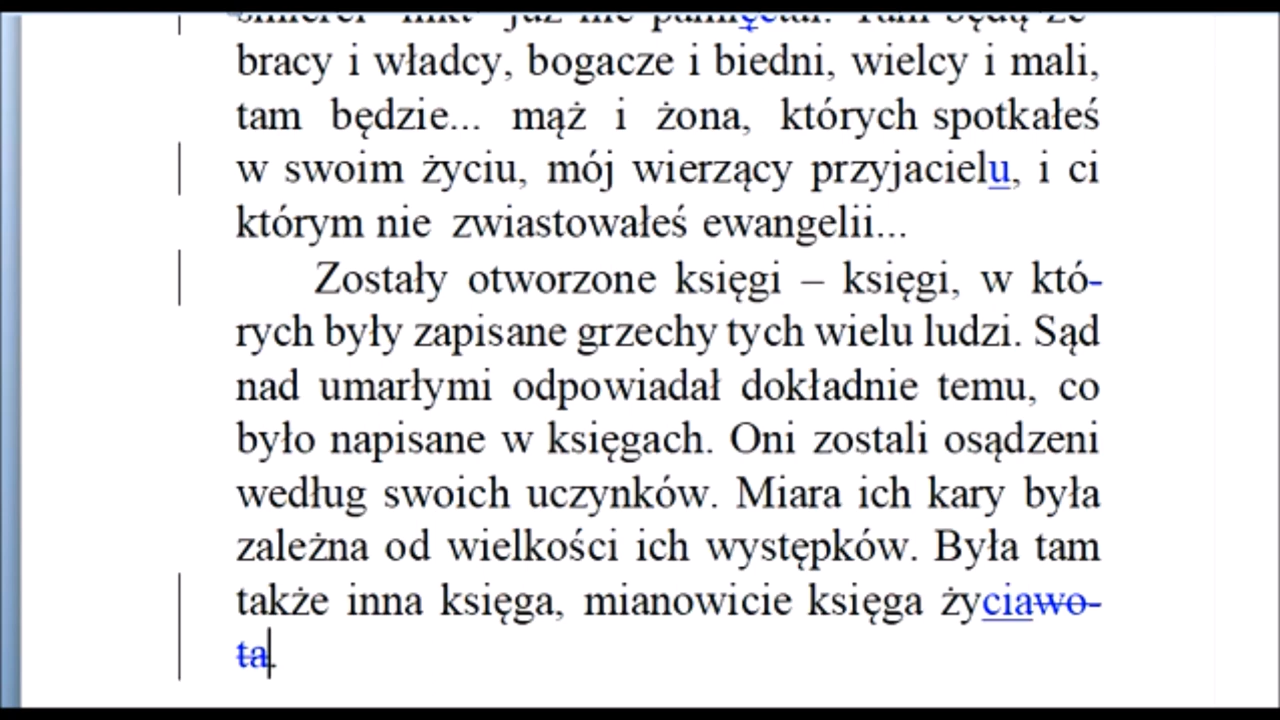 bracy i władcy, bogacze i biedni, wielcy i mali,
tam będzie... mąż i żona, których spotkałeś
w swoim życiu, mój wierzący przyjacielu, i ci
którym nie zwiastowałeś ewangelii...
Zostały otworzone księgi – księgi, w któ-
rych były zapisane grzechy tych wielu ludzi. Sąd
nad umarłymi odpowiadał dokładnie temu, co
było napisane w księgach. Oni zostali osądzeni
według swoich uczynków. Miara ich kary była
zależna od wielkości ich występków. Była tam
także inna księga, mianowicie księga życiawo-
ta.